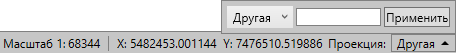 Другая Применить
Масштаб 1: 68344 X: 5482453.001144 Y: 7476510.519886 Проекция: Другая